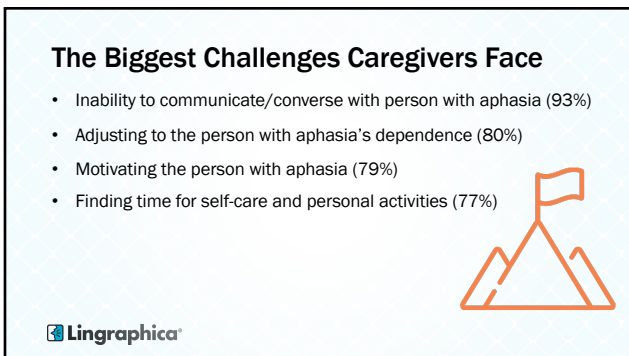 The Biggest Challenges Caregivers Face
• Inability to communicate/converse with person with aphasia (93%)
• Adjusting to the person with aphasia's dependence (80%)
• Motivating the person with aphasia (79%)
• Finding time for self-care and personal activities (77%)
Lingraphica®